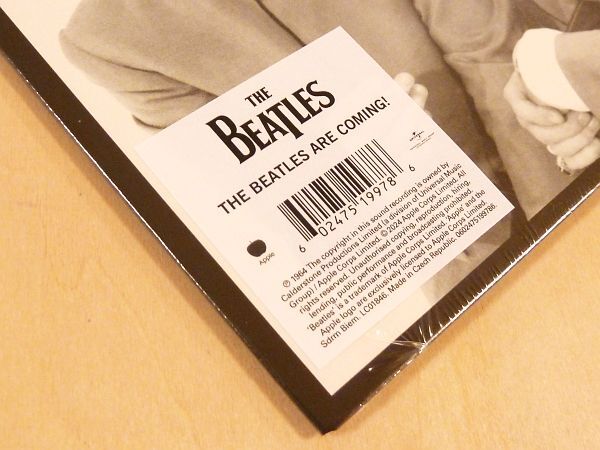 THE
BEATLES
THE BEATLES ARE COMING!
6 02475 19978 6
Apple
℗ 1964 The copyright in this sound recording is owned by
Calderstone Productions Limited (a division of Universal Music
Group) / Apple Corps Limited. © 2024 Apple Corps Limited. All
rights reserved. Unauthorised copying, reproduction, hiring,
lending, public performance and broadcasting prohibited.
'Beatles' is a trademark of Apple Corps Limited. 'Apple' and the
Apple logo are exclusively licensed to Apple Corps Limited.
Sdrm Biem. LC01846. Made in Czech Republic. 0602475199786.